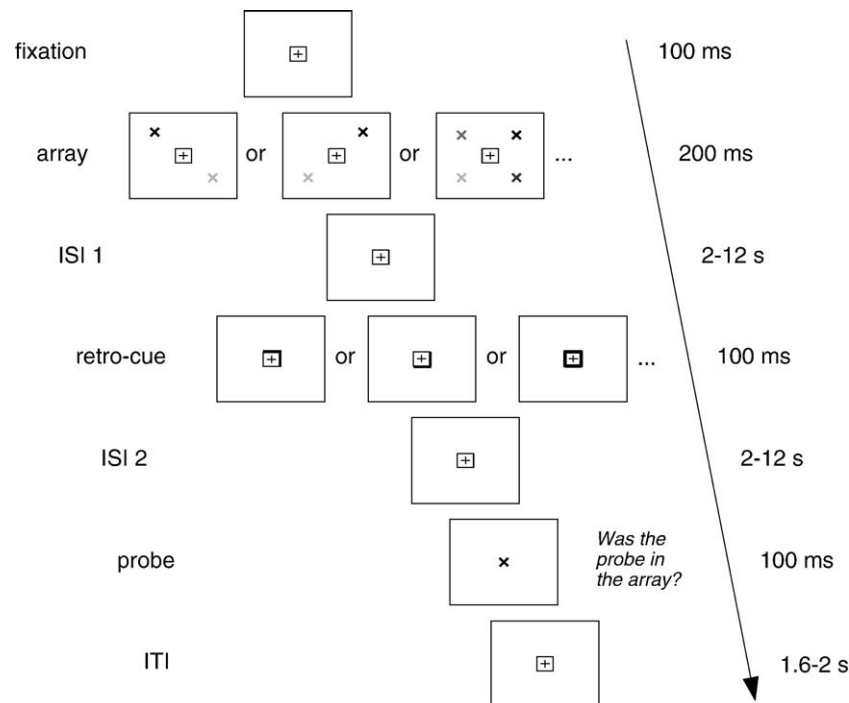 fixation
100 ms
array
or
or
...
200 ms
ISI 1
2-12 s
retro-cue
or
or
...
100 ms
ISI 2
2-12 s
probe
Was the
probe in
the array?
100 ms
ITI
1.6-2 s